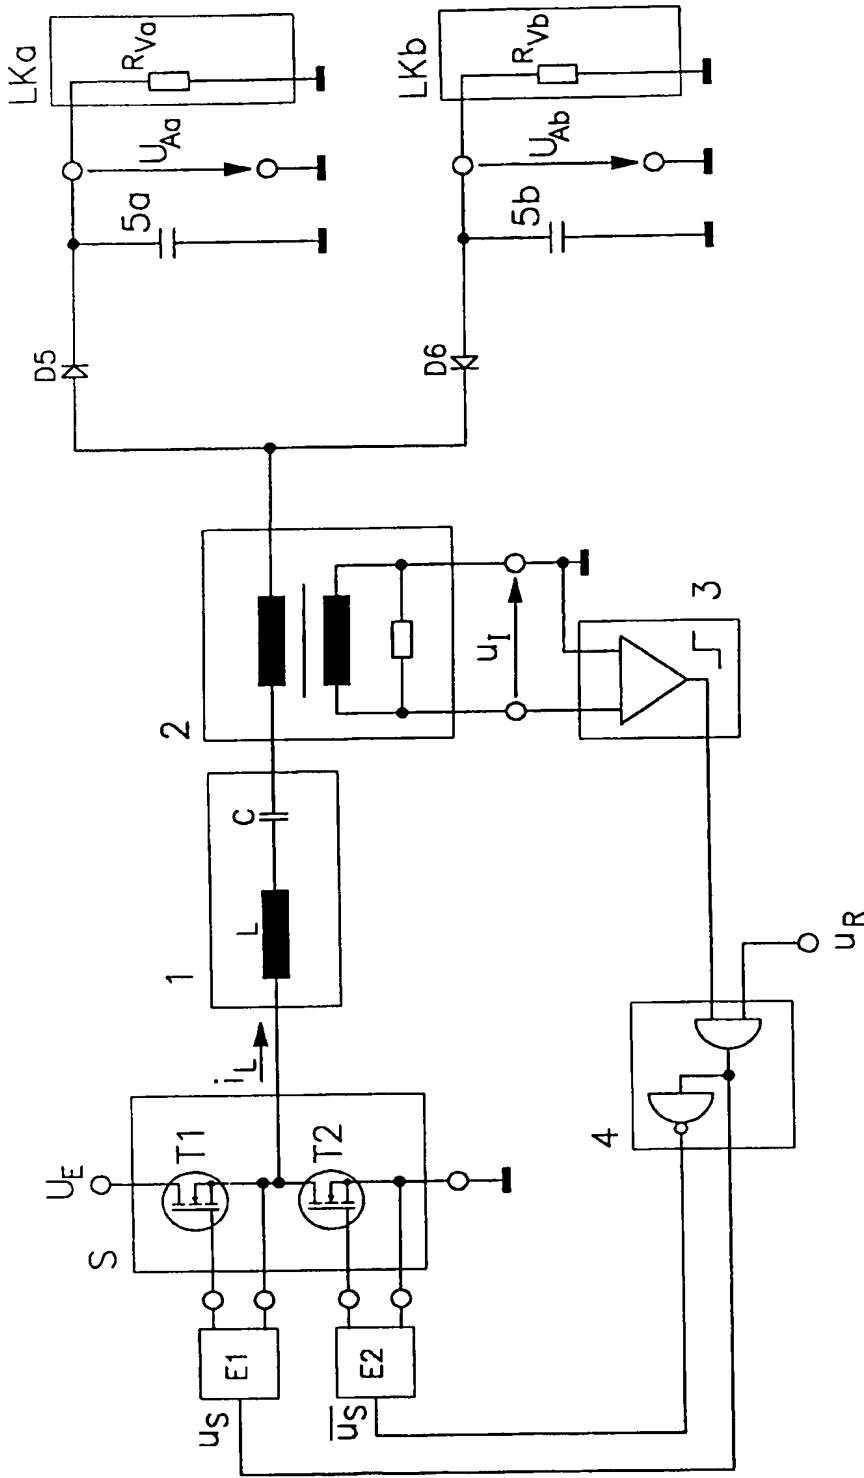 LKa
R_Va
U_Aa
5a
D5
LKb
R_Vb
U_Ab
5b
D6
2
u_I
3
1
L
C
i_L
U_E
S
T1
T2
4
u_R
E1
u_S
E2
u̅_S